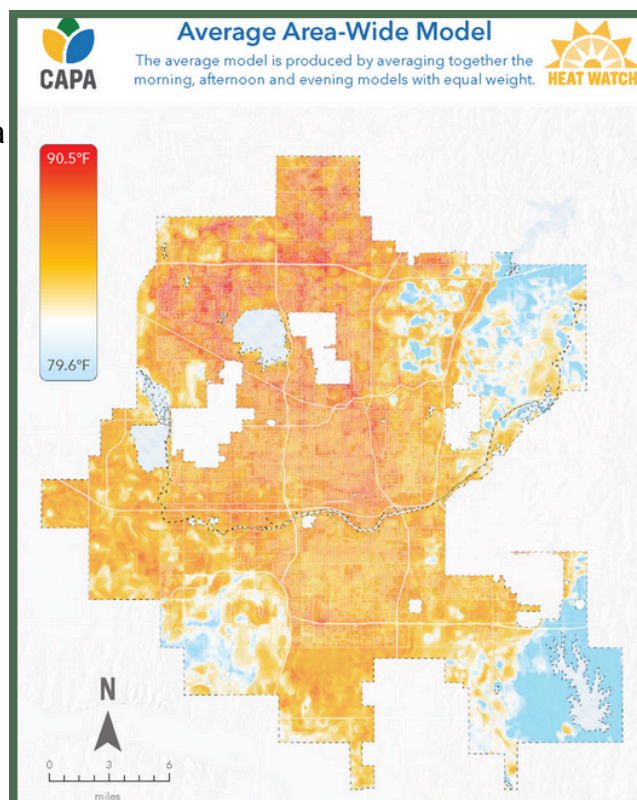 Average Area-Wide Model
The average model is produced by averaging together the
morning, afternoon and evening models with equal weight.
CAPA
HEAT WATCH
a
90.5°F
79.6°F
N
0 3 6
miles